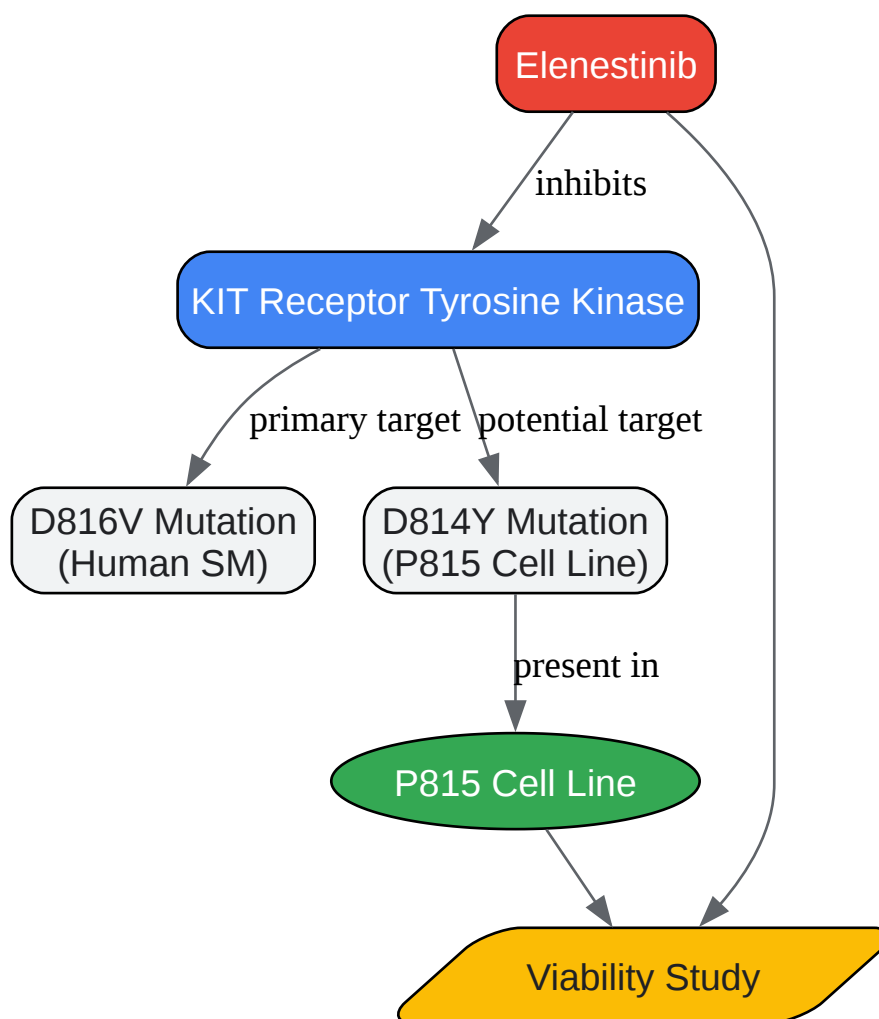 Elenestinib
inhibits
KIT Receptor Tyrosine Kinase
primary target
potential target
D816V Mutation
(Human SM)
D814Y Mutation
(P815 Cell Line)
present in
P815 Cell Line
Viability Study